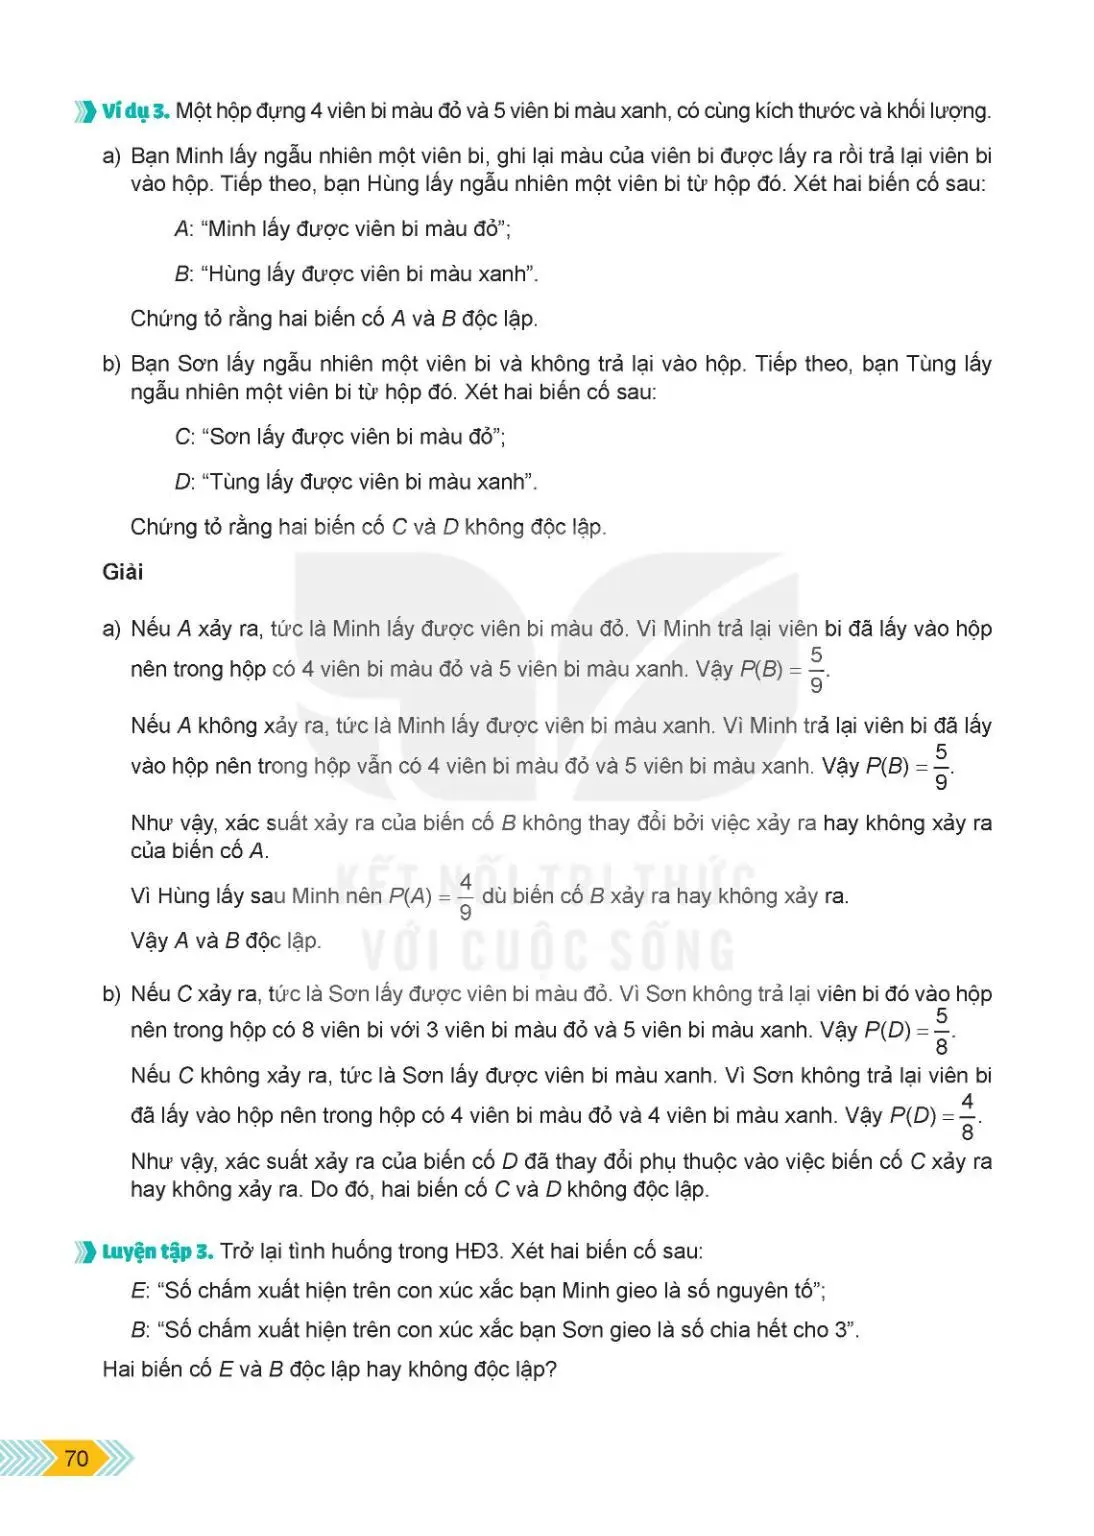 Ví dụ 3. Một hộp đựng 4 viên bi màu đỏ và 5 viên bi màu xanh, có cùng kích thước và khối lượng.
a) Bạn Minh lấy ngẫu nhiên một viên bi, ghi lại màu của viên bi được lấy ra rồi trả lại viên bi
vào hộp. Tiếp theo, bạn Hùng lấy ngẫu nhiên một viên bi từ hộp đó. Xét hai biến cố sau:
A: “Minh lấy được viên bi màu đỏ”;
B: “Hùng lấy được viên bi màu xanh”.
Chứng tỏ rằng hai biến cố A và B độc lập.
b) Bạn Sơn lấy ngẫu nhiên một viên bi và không trả lại vào hộp. Tiếp theo, bạn Tùng lấy
ngẫu nhiên một viên bi từ hộp đó. Xét hai biến cố sau:
C: “Sơn lấy được viên bi màu đỏ”;
D: “Tùng lấy được viên bi màu xanh”.
Chứng tỏ rằng hai biến cố C và D không độc lập.
Giải
a) Nếu A xảy ra, tức là Minh lấy được viên bi màu đỏ. Vì Minh trả lại viên bi đã lấy vào hộp
nên trong hộp có 4 viên bi màu đỏ và 5 viên bi màu xanh. Vậy P(B) = 5/9.
Nếu A không xảy ra, tức là Minh lấy được viên bi màu xanh. Vì Minh trả lại viên bi đã lấy
vào hộp nên trong hộp vẫn có 4 viên bi màu đỏ và 5 viên bi màu xanh. Vậy P(B) = 5/9.
Như vậy, xác suất xảy ra của biến cố B không thay đổi bởi việc xảy ra hay không xảy ra
của biến cố A.
Vì Hùng lấy sau Minh nên P(A) = 4/9 dù biến cố B xảy ra hay không xảy ra.
Vậy A và B độc lập.
KẾT NỐI TRI THỨC
VỚI CUỘC SỐNG
b) Nếu C xảy ra, tức là Sơn lấy được viên bi màu đỏ. Vì Sơn không trả lại viên bi đó vào hộp
nên trong hộp có 8 viên bi với 3 viên bi màu đỏ và 5 viên bi màu xanh. Vậy P(D) = 5/8.
Nếu C không xảy ra, tức là Sơn lấy được viên bi màu xanh. Vì Sơn không trả lại viên bi
đã lấy vào hộp nên trong hộp có 4 viên bi màu đỏ và 4 viên bi màu xanh. Vậy P(D) = 4/8.
Như vậy, xác suất xảy ra của biến cố D đã thay đổi phụ thuộc vào việc biến cố C xảy ra
hay không xảy ra. Do đó, hai biến cố C và D không độc lập.
Luyện tập 3. Trở lại tình huống trong HĐ3. Xét hai biến cố sau:
E: “Số chấm xuất hiện trên con xúc xắc bạn Minh gieo là số nguyên tố”;
B: “Số chấm xuất hiện trên con xúc xắc bạn Sơn gieo là số chia hết cho 3”.
Hai biến cố E và B độc lập hay không độc lập?
70